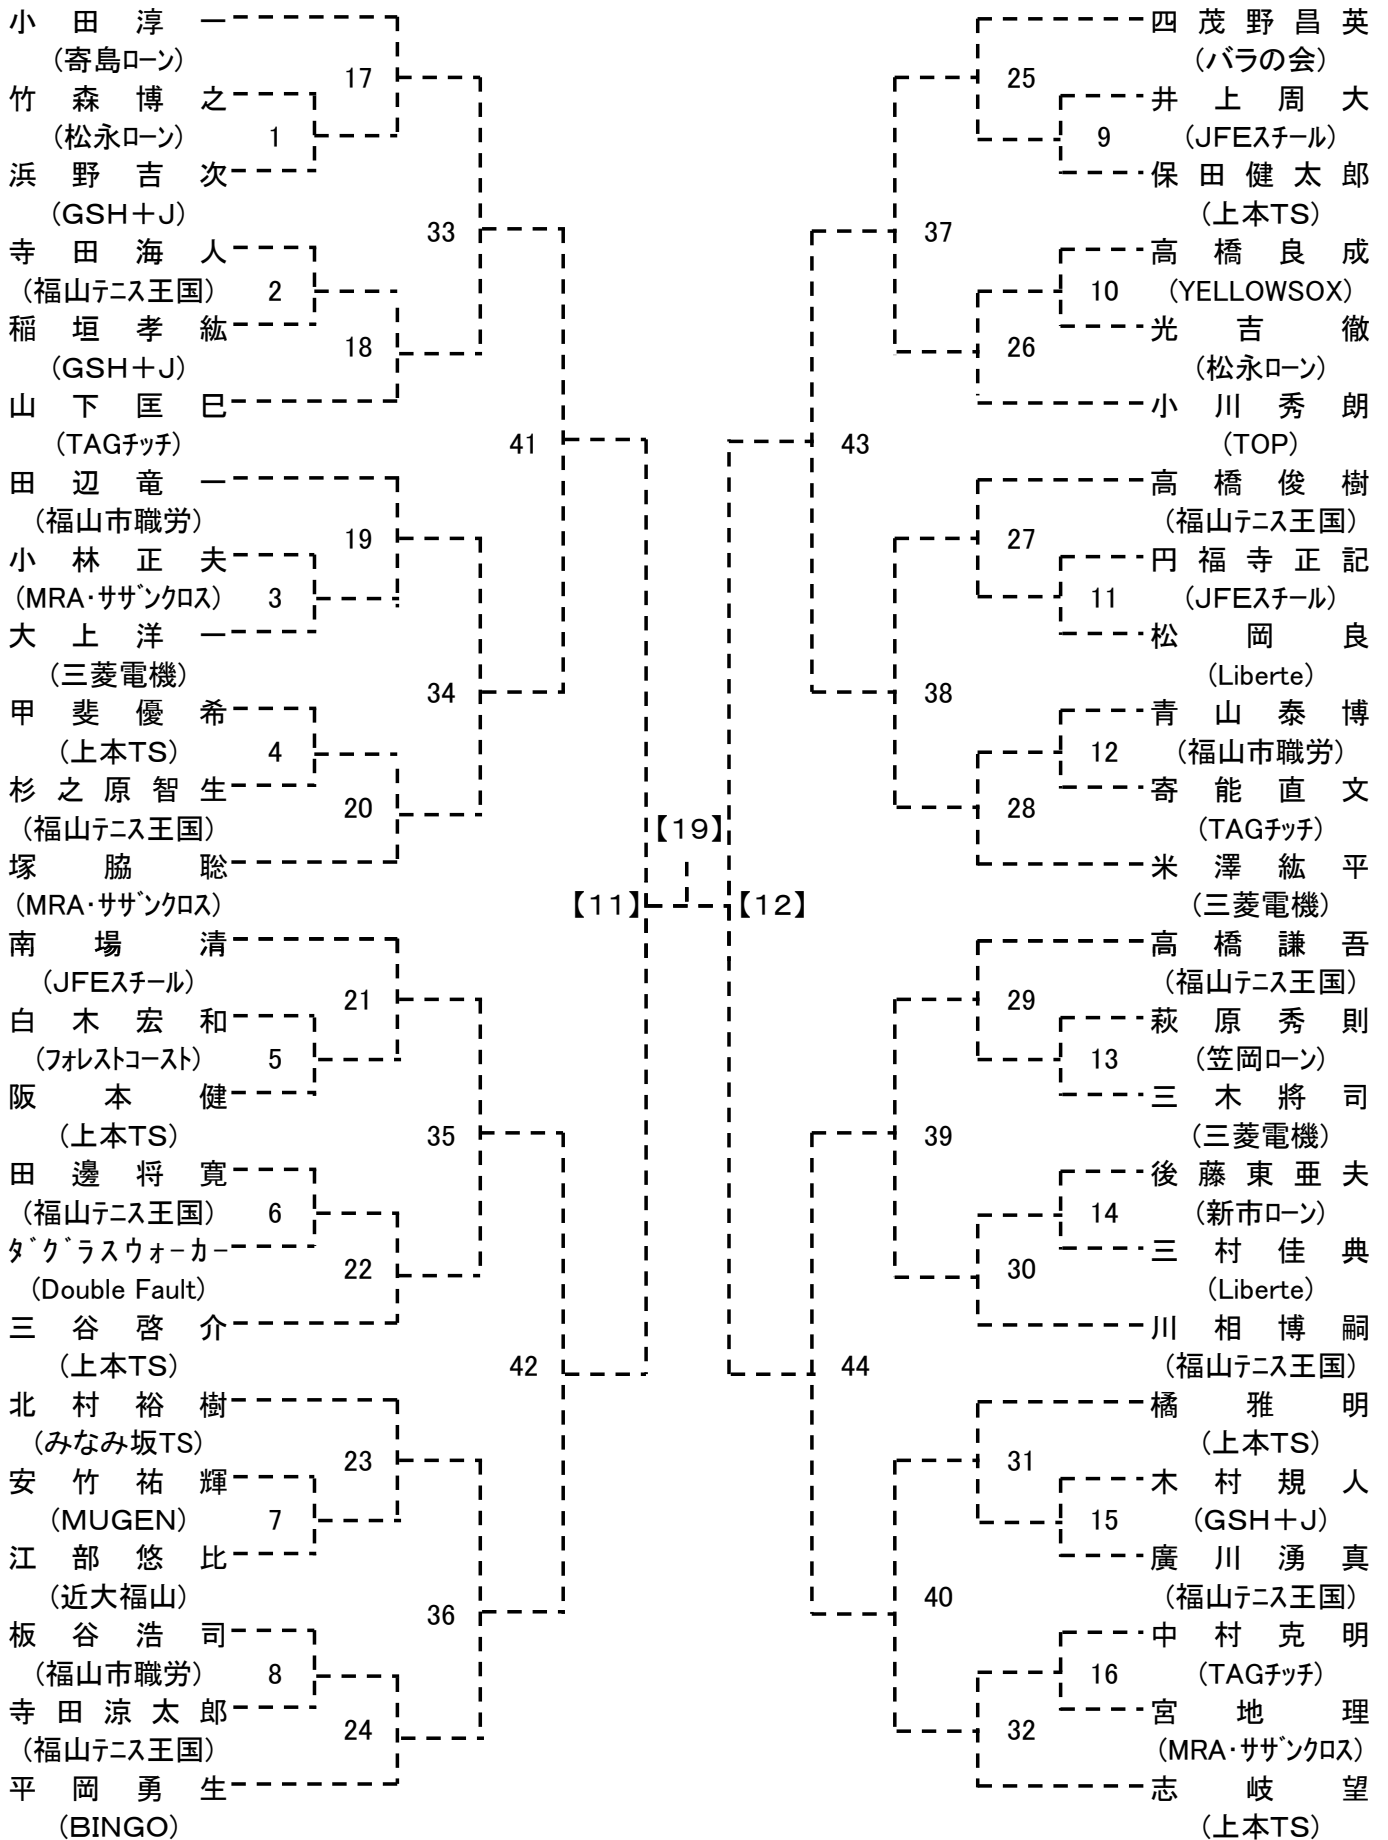 小田淳一
(寄島ローン)
17
竹森博之
(松永ローン)
1
浜野吉次
(GSH＋J)
33
寺田海人
(福山テニス王国)
2
稲垣孝紘
(GSH＋J)
18
山下匡巳
(TAGチッチ)
41
田辺竜一
(福山市職労)
19
小林正夫
(MRA・サザンクロス)
3
大上洋一
(三菱電機)
34
甲斐優希
(上本TS)
4
杉之原智生
(福山テニス王国)
20
塚脇聡
(MRA・サザンクロス)
【11】
南場清
(JFEスチール)
21
白木宏和
(フォレストコースト)
5
阪本健
(上本TS)
35
田邊将寛
(福山テニス王国)
6
ダグラスウォーカー
(Double Fault)
22
三谷啓介
(上本TS)
42
北村裕樹
(みなみ坂TS)
23
安竹祐輝
(MUGEN)
7
江部悠比
(近大福山)
36
板谷浩司
(福山市職労)
8
寺田涼太郎
(福山テニス王国)
24
平岡勇生
(BINGO)
【19】
【12】
四茂野昌英
(バラの会)
25
井上周大
(JFEスチール)
9
保田健太郎
(上本TS)
37
高橋良成
(YELLOWSOX)
10
光吉徹
(松永ローン)
26
小川秀朗
(TOP)
43
高橋俊樹
(福山テニス王国)
27
円福寺正記
(JFEスチール)
11
松岡良
(Liberte)
38
青山泰博
(福山市職労)
12
寄能直文
(TAGチッチ)
28
米澤紘平
(三菱電機)
高橋謙吾
(福山テニス王国)
29
萩原秀則
(笠岡ローン)
13
三木將司
(三菱電機)
39
後藤東亜夫
(新市ローン)
14
三村佳典
(Liberte)
30
川相博嗣
(福山テニス王国)
44
橘雅明
(上本TS)
31
木村規人
(GSH＋J)
15
廣川湧真
(福山テニス王国)
40
中村克明
(TAGチッチ)
16
宮地理
(MRA・サザンクロス)
32
志岐望
(上本TS)